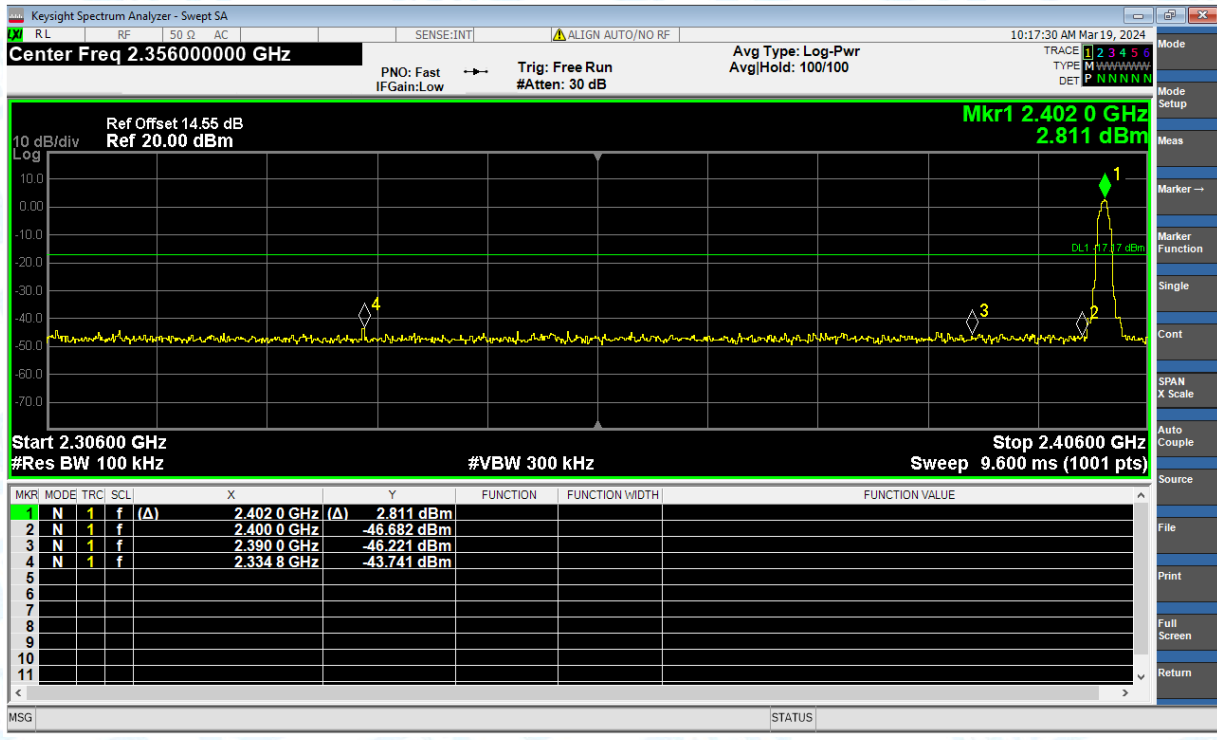 Keysight Spectrum Analyzer - Swept SA
LXI RL RF 50 Ω AC SENSE:INT ALIGN AUTO/NO RF 10:17:30 AM Mar 19, 2024
Center Freq 2.356000000 GHz
PNO: Fast
IFGain:Low
Trig: Free Run
#Atten: 30 dB
Avg Type: Log-Pwr
Avg|Hold: 100/100
TRACE 1 2 3 4 5 6
TYPE M WWWWW
DET P N N N N N
Mkr1 2.402 0 GHz
2.811 dBm
Ref Offset 14.55 dB
10 dB/div Ref 20.00 dBm
Log
10.0
0.00
-10.0
-20.0
-30.0
-40.0
-50.0
-60.0
-70.0
1
DL1 -17.17 dBm
4
3
2
Start 2.30600 GHz
Stop 2.40600 GHz
#Res BW 100 kHz
#VBW 300 kHz
Sweep 9.600 ms (1001 pts)
MKR MODE TRC SCL X Y FUNCTION FUNCTION WIDTH FUNCTION VALUE
1 N 1 f (Δ) 2.402 0 GHz (Δ) 2.811 dBm
2 N 1 f 2.400 0 GHz -46.682 dBm
3 N 1 f 2.390 0 GHz -46.221 dBm
4 N 1 f 2.334 8 GHz -43.741 dBm
5
6
7
8
9
10
11
MSG STATUS
Mode
Mode
Setup
Meas
Marker →
Marker
Function
Single
Cont
SPAN
X Scale
Auto
Couple
Source
File
Print
Full
Screen
Return